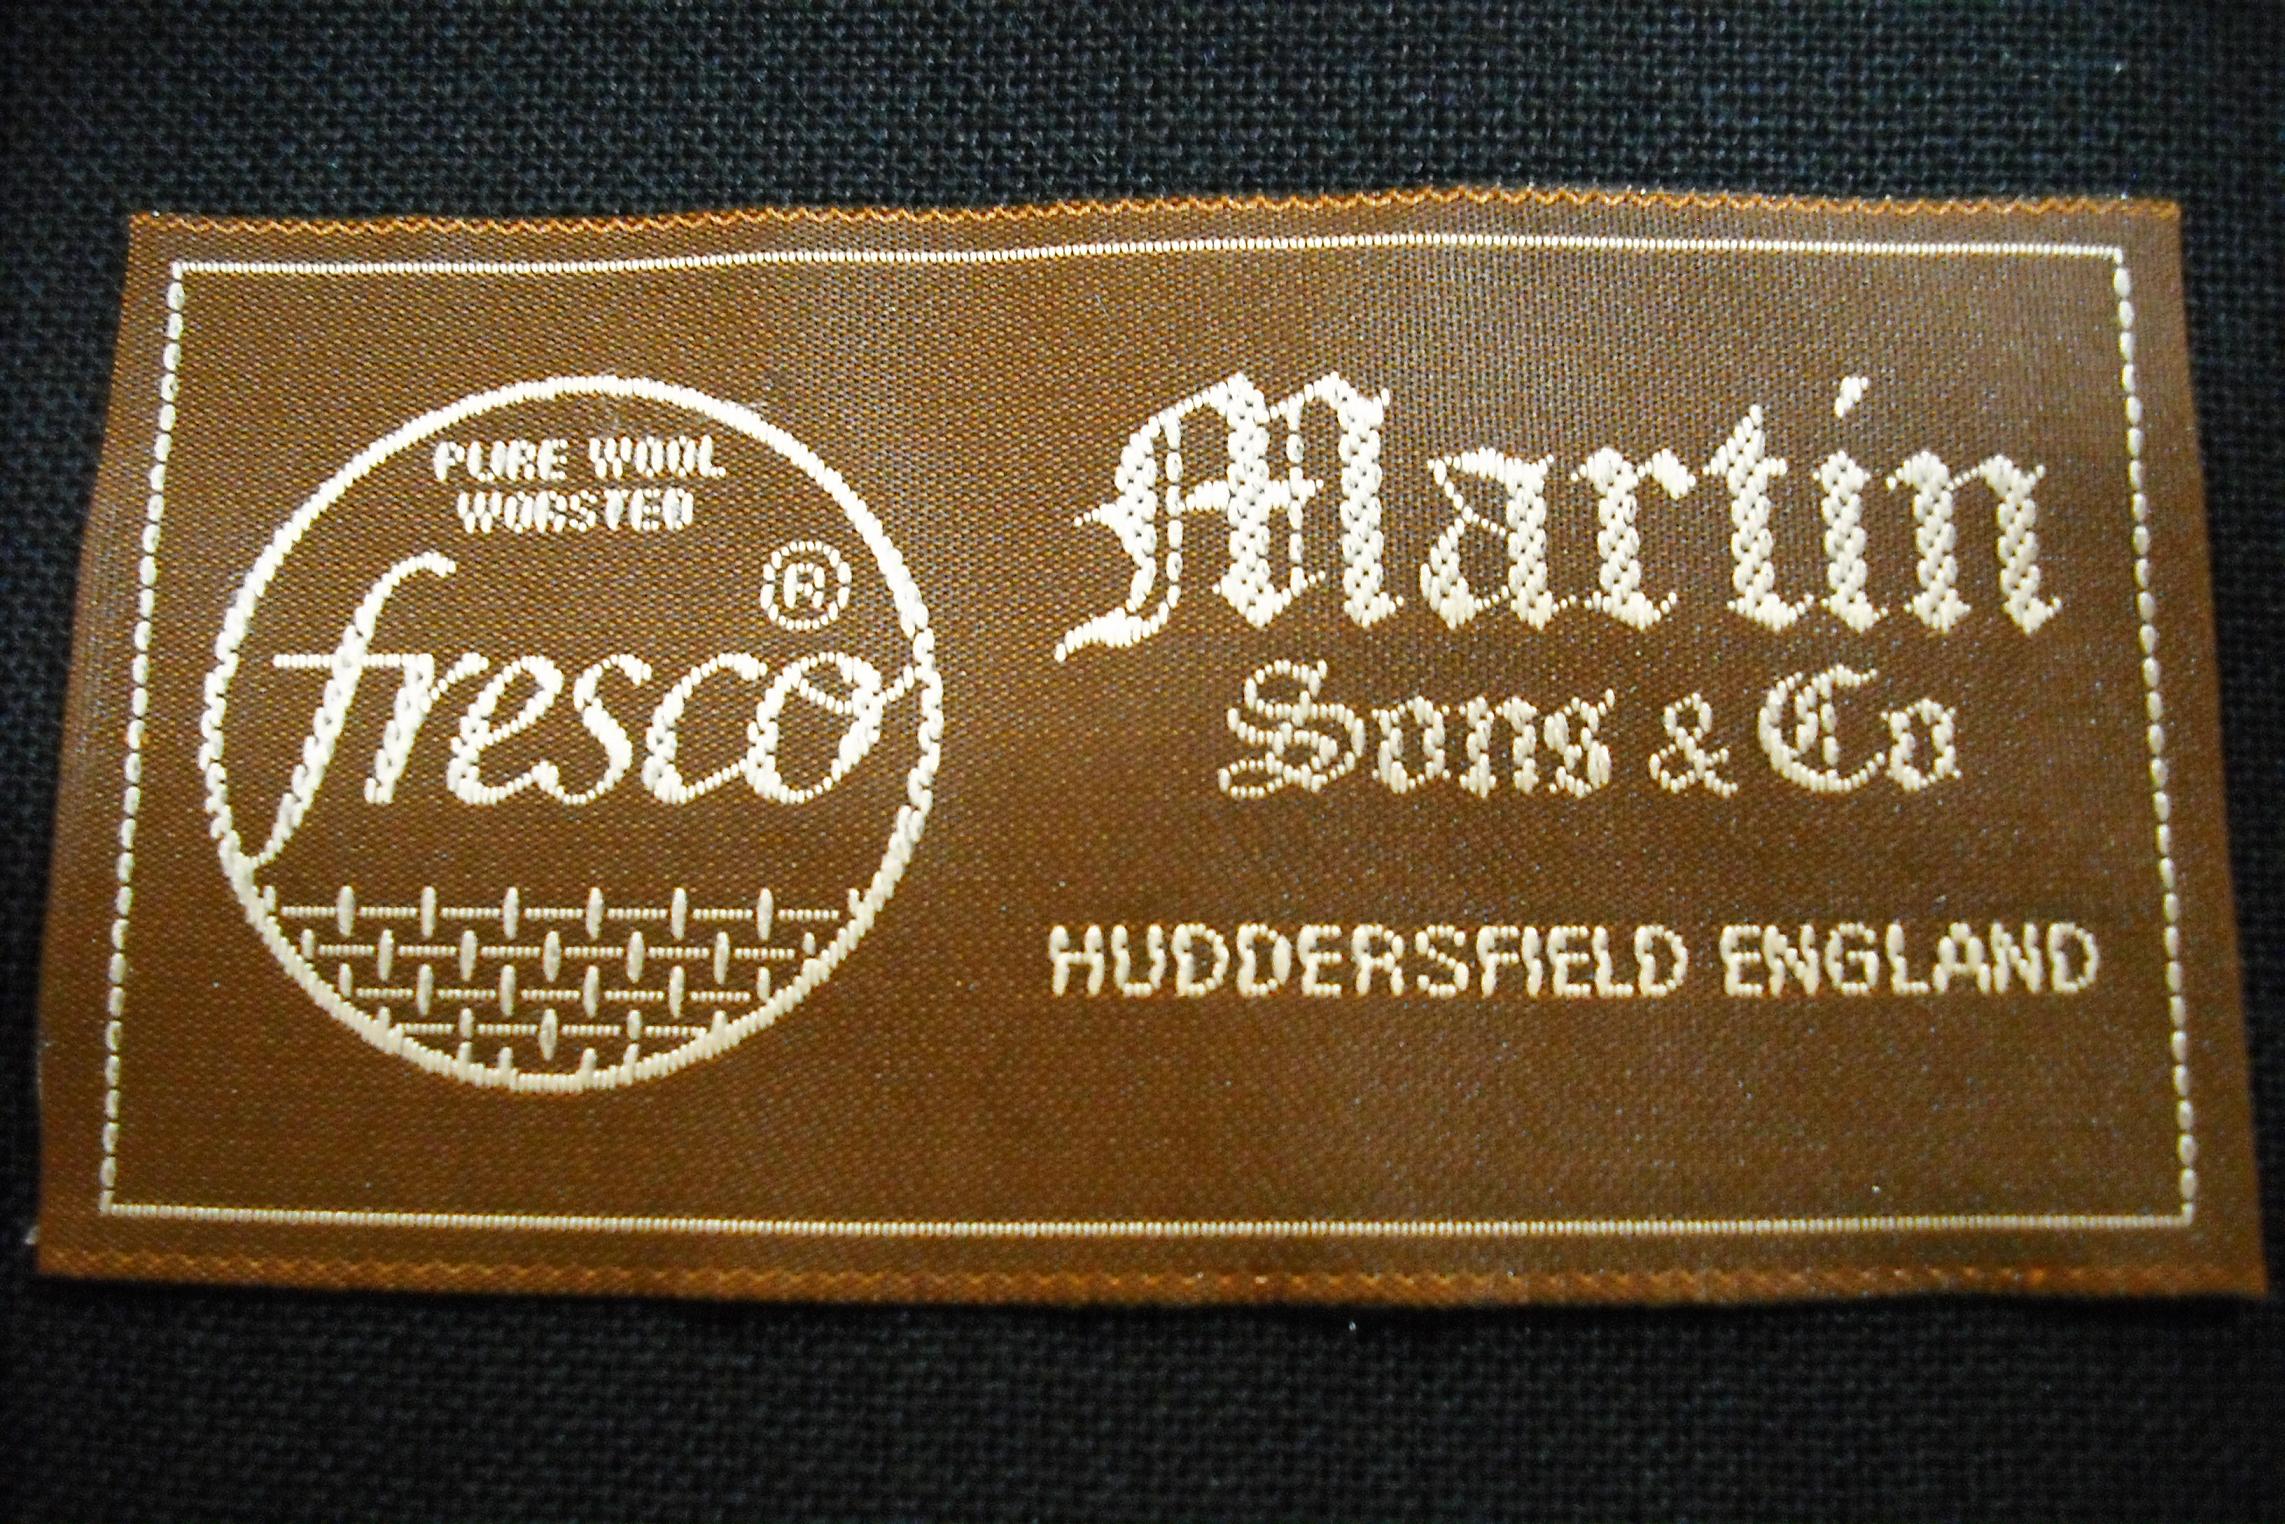 PURE WOOL
WORSTED
fresco ®
Martin
Sons & Co
HUDDERSFIELD ENGLAND